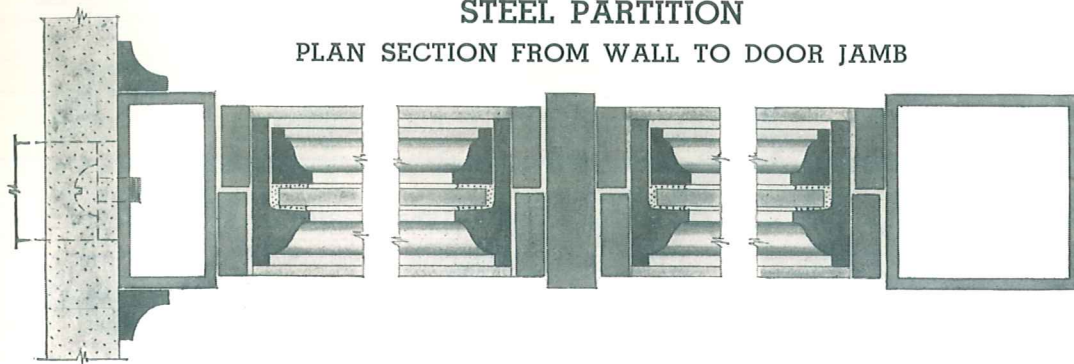 STEEL PARTITION
PLAN SECTION FROM WALL TO DOOR JAMB